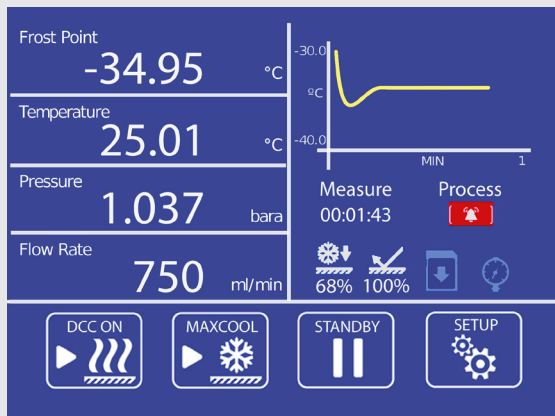 Frost Point
-34.95 °C
Temperature
25.01 °C
Pressure
1.037 bara
Flow Rate
750 ml/min
-30.0
ºC
-40.0
MIN 1
Measure Process
00:01:43
68% 100%
DCC ON MAXCOOL STANDBY SETUP